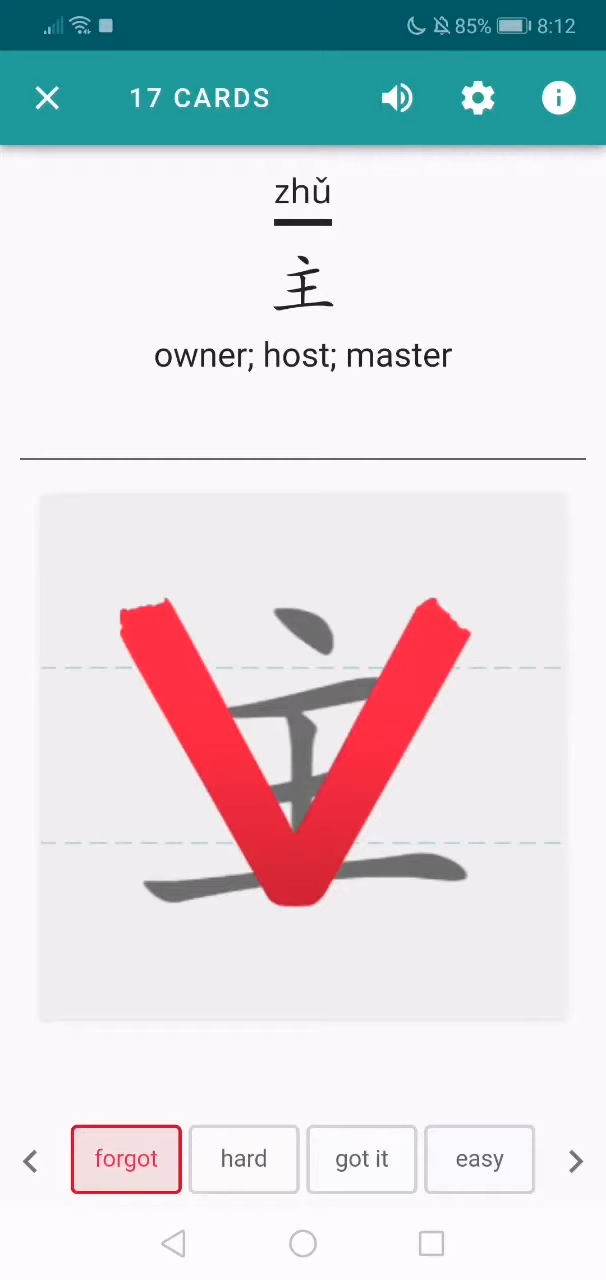 85% 8:12
17 CARDS
zhǔ
主
owner; host; master
主
forgot hard got it easy